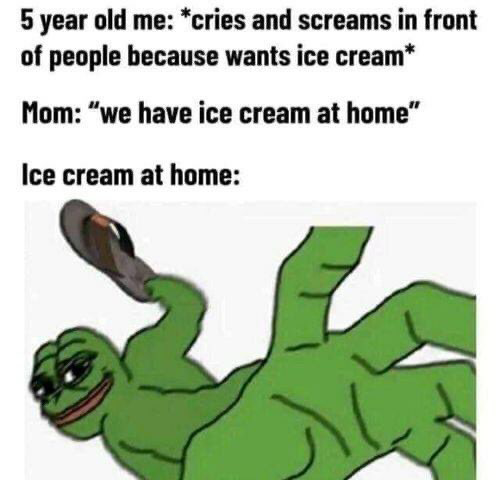 5 year old me: *cries and screams in front
of people because wants ice cream*
Mom: “we have ice cream at home”
Ice cream at home: